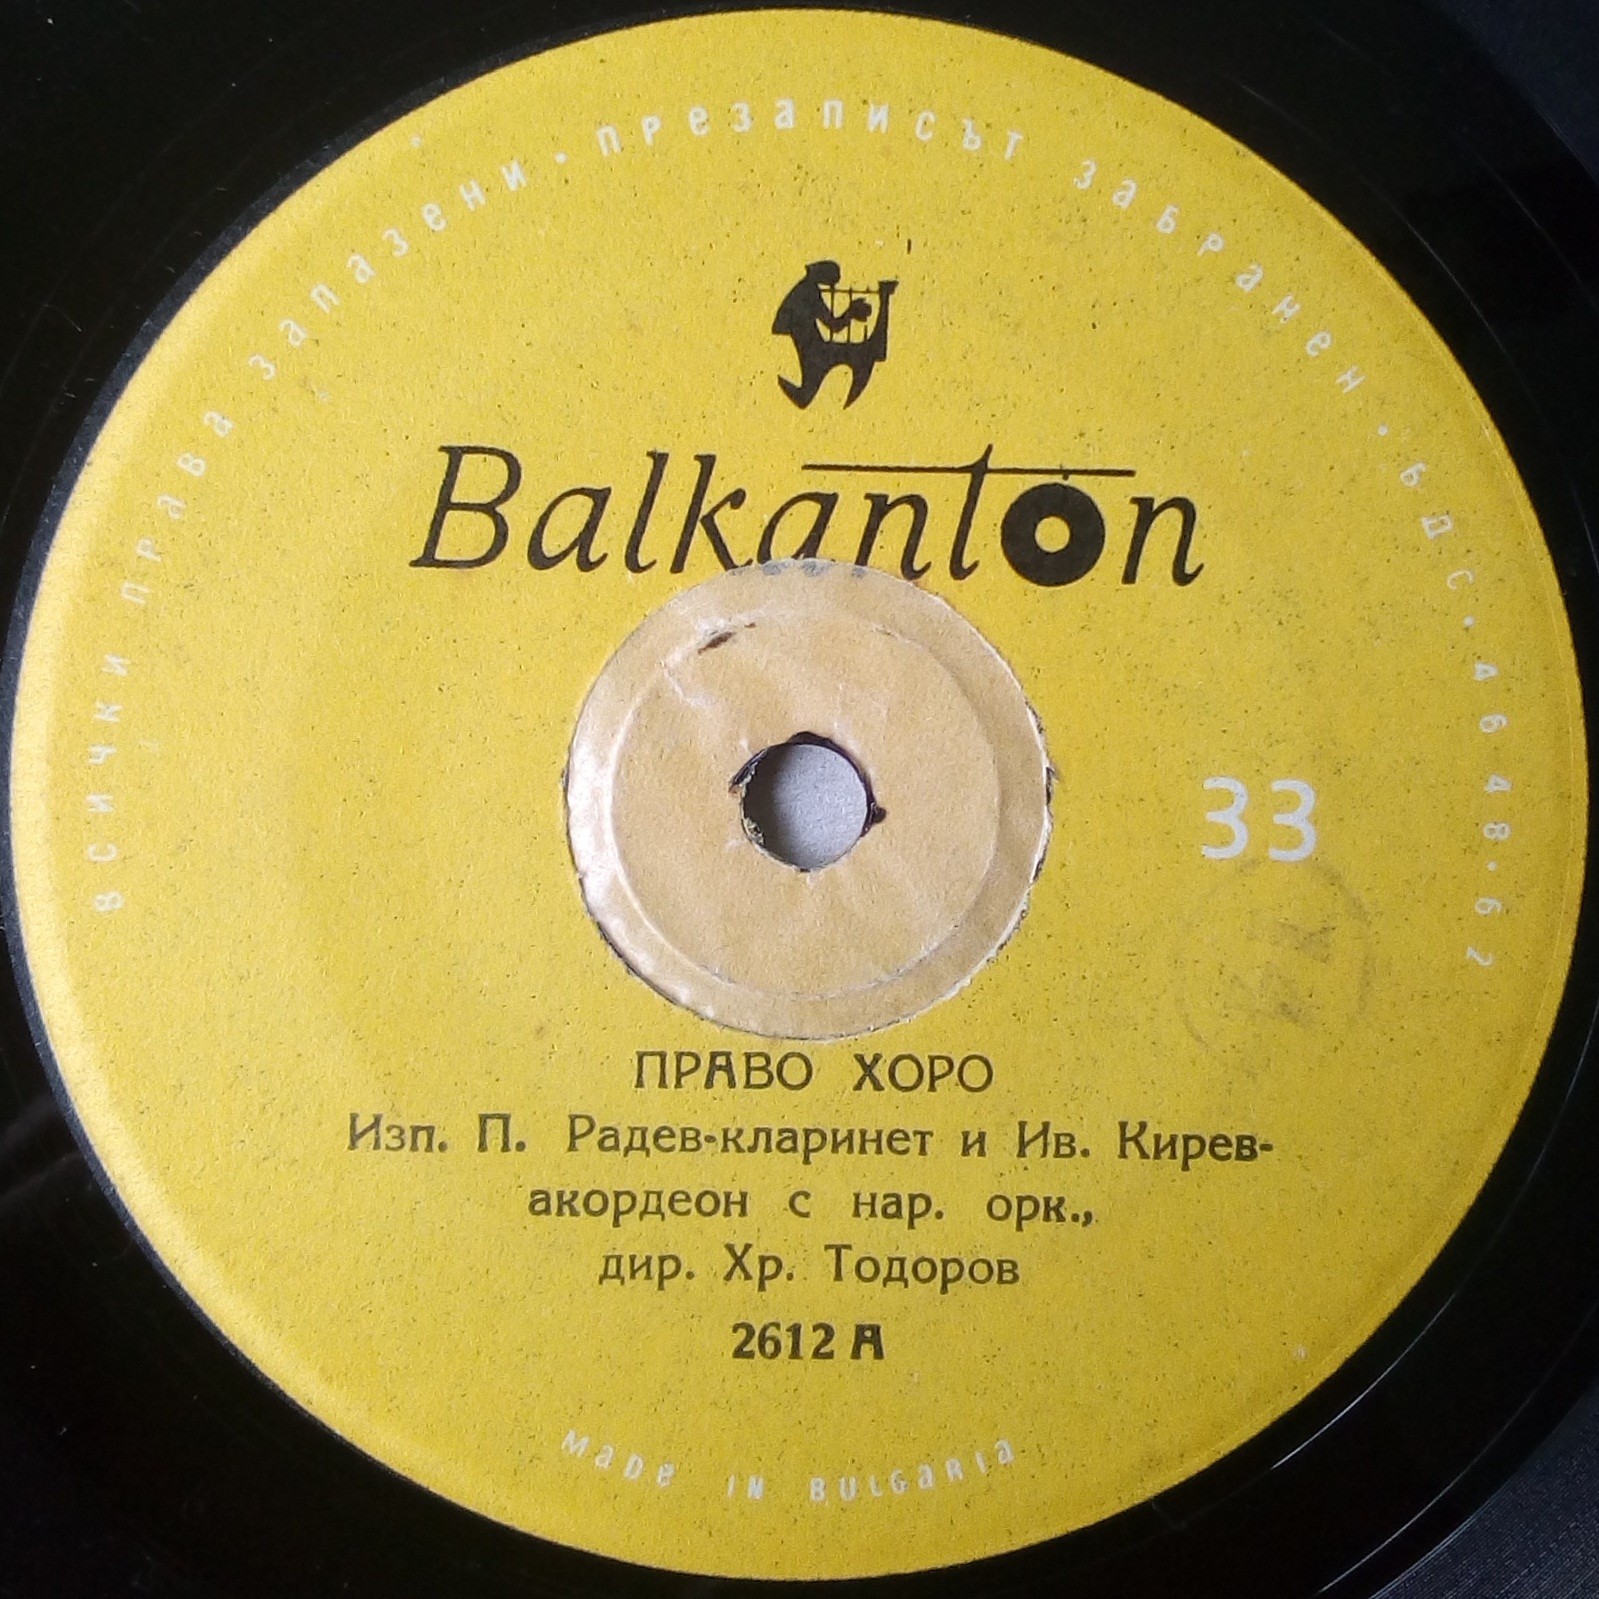 всички права запазени · презаписът забранен · БДС · 4648 · 62
Balkanton
33
ПРАВО ХОРО
Изп. П. Радев-кларинет и Ив. Кирев-
акордеон с нар. орк.,
дир. Хр. Тодоров
2612 А
MADE IN BULGARIA